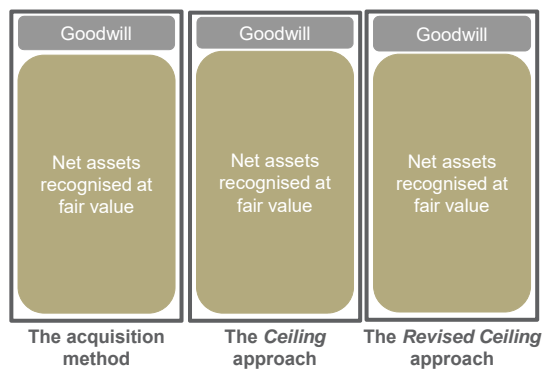 Goodwill
Net assets
recognised at
fair value
The acquisition
method
Goodwill
Net assets
recognised at
fair value
The Ceiling
approach
Goodwill
Net assets
recognised at
fair value
The Revised Ceiling
approach